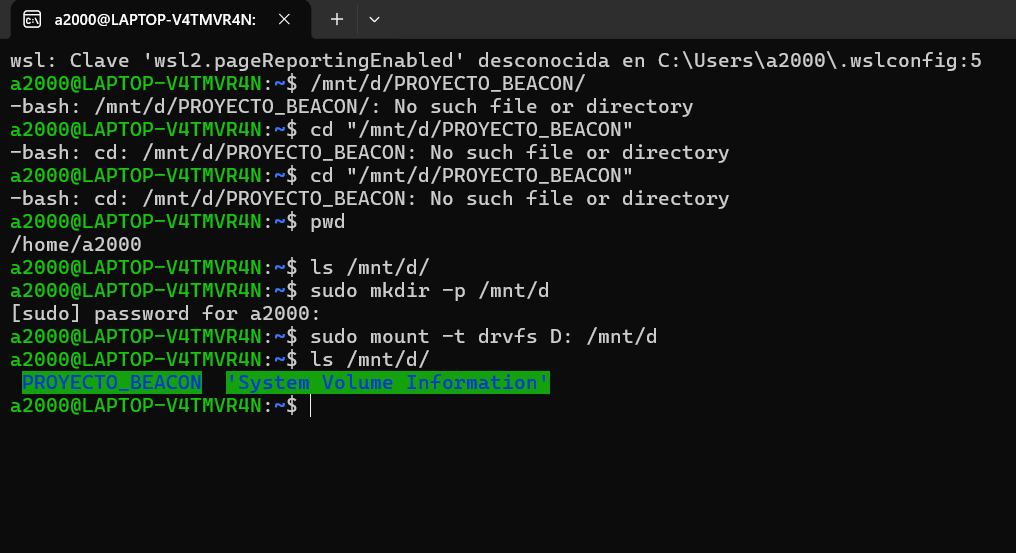 a2000@LAPTOP-V4TMVR4N:
wsl: Clave 'wsl2.pageReportingEnabled' desconocida en C:\Users\a2000\.wslconfig:5
a2000@LAPTOP-V4TMVR4N:~$ /mnt/d/PROYECTO_BEACON/
-bash: /mnt/d/PROYECTO_BEACON/: No such file or directory
a2000@LAPTOP-V4TMVR4N:~$ cd "/mnt/d/PROYECTO_BEACON"
-bash: cd: /mnt/d/PROYECTO_BEACON: No such file or directory
a2000@LAPTOP-V4TMVR4N:~$ cd "/mnt/d/PROYECTO_BEACON"
-bash: cd: /mnt/d/PROYECTO_BEACON: No such file or directory
a2000@LAPTOP-V4TMVR4N:~$ pwd
/home/a2000
a2000@LAPTOP-V4TMVR4N:~$ ls /mnt/d/
a2000@LAPTOP-V4TMVR4N:~$ sudo mkdir -p /mnt/d
[sudo] password for a2000:
a2000@LAPTOP-V4TMVR4N:~$ sudo mount -t drvfs D: /mnt/d
a2000@LAPTOP-V4TMVR4N:~$ ls /mnt/d/
PROYECTO_BEACON  'System Volume Information'
a2000@LAPTOP-V4TMVR4N:~$